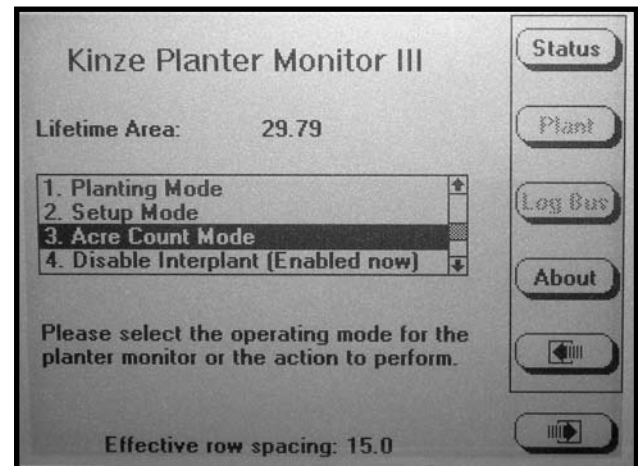 Kinze Planter Monitor III
Lifetime Area: 29.79
1. Planting Mode
2. Setup Mode
3. Acre Count Mode
4. Disable Interplant (Enabled now)
Please select the operating mode for the
planter monitor or the action to perform.
Effective row spacing: 15.0
Status
Plant
Log Bus
About